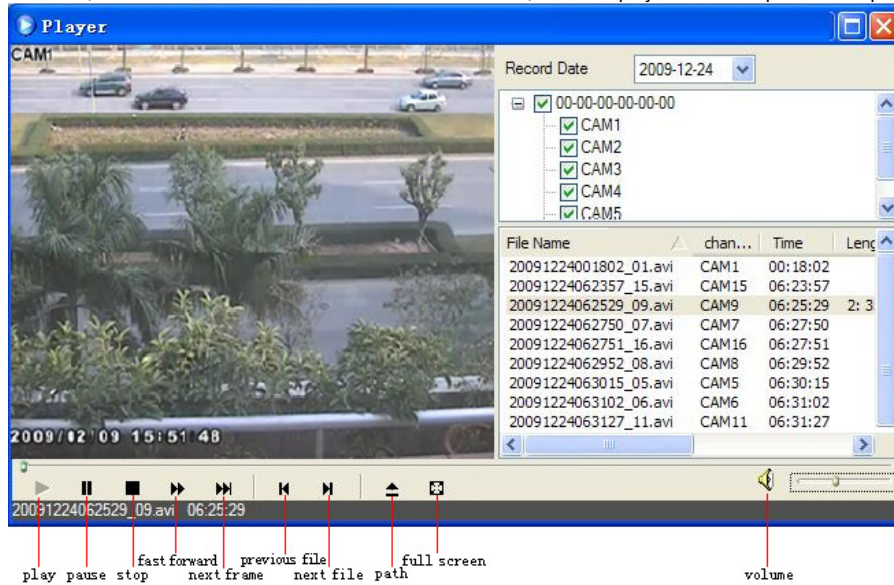 Player
CAM1
2009/02/09 15:51:48
Record Date 2009-12-24
00-00-00-00-00-00
CAM1
CAM2
CAM3
CAM4
CAM5
File Name chan... Time Leng
20091224001802_01.avi CAM1 00:18:02
20091224062357_15.avi CAM15 06:23:57
20091224062529_09.avi CAM9 06:25:29 2: 3
20091224062750_07.avi CAM7 06:27:50
20091224062751_16.avi CAM16 06:27:51
20091224062952_08.avi CAM8 06:29:52
20091224063015_05.avi CAM5 06:30:15
20091224063102_06.avi CAM6 06:31:02
20091224063127_11.avi CAM11 06:31:27
20091224062529_09.avi 06:25:29
play pause stop fast forward next frame previous file next file path full screen volume